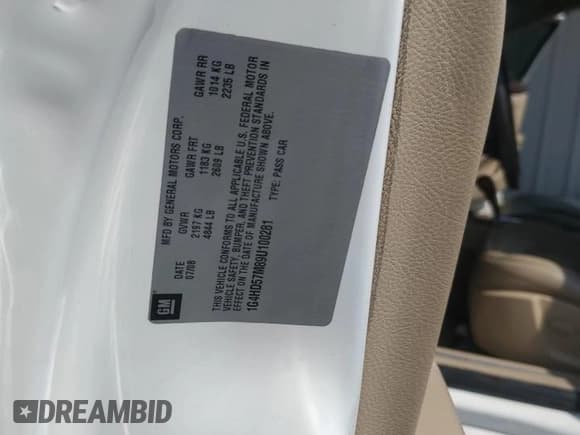 MFD BY GENERAL MOTORS CORP.
DATE GVWR GAWR FRT GAWR RR
07/08 2197 KG 1183 KG 1014 KG
4844 LB 2609 LB 2235 LB
THIS VEHICLE CONFORMS TO ALL APPLICABLE U.S. FEDERAL MOTOR
VEHICLE SAFETY, BUMPER, AND THEFT PREVENTION STANDARDS IN
EFFECT ON THE DATE OF MANUFACTURE SHOWN ABOVE.
1G4HD57M89U100281 TYPE: PASS CAR
GM
DREAMBID